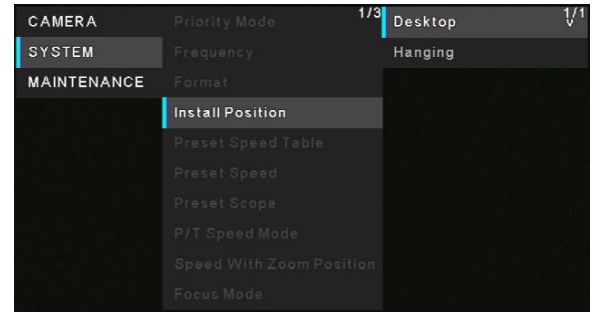 CAMERA
SYSTEM
MAINTENANCE
Priority Mode 1/3
Frequency
Format
Install Position
Preset Speed Table
Preset Speed
Preset Scope
P/T Speed Mode
Speed With Zoom Position
Focus Mode
Desktop 1/1
Hanging